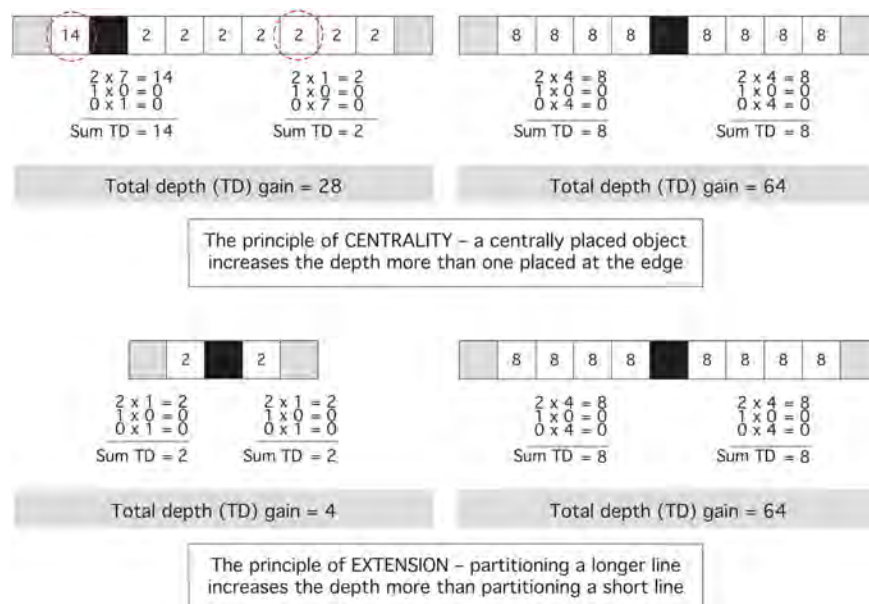 14 2 2 2 2 2 2 2
2 x 7 = 14
1 x 0 = 0
0 x 1 = 0
Sum TD = 14
2 x 1 = 2
1 x 0 = 0
0 x 7 = 0
Sum TD = 2
8 8 8 8 8 8 8 8
2 x 4 = 8
1 x 0 = 0
0 x 4 = 0
Sum TD = 8
2 x 4 = 8
1 x 0 = 0
0 x 4 = 0
Sum TD = 8
Total depth (TD) gain = 28
Total depth (TD) gain = 64
The principle of CENTRALITY – a centrally placed object
increases the depth more than one placed at the edge
2 2
2 x 1 = 2
1 x 0 = 0
0 x 1 = 0
Sum TD = 2
2 x 1 = 2
1 x 0 = 0
0 x 1 = 0
Sum TD = 2
8 8 8 8 8 8 8 8
2 x 4 = 8
1 x 0 = 0
0 x 4 = 0
Sum TD = 8
2 x 4 = 8
1 x 0 = 0
0 x 4 = 0
Sum TD = 8
Total depth (TD) gain = 4
Total depth (TD) gain = 64
The principle of EXTENSION – partitioning a longer line
increases the depth more than partitioning a short line